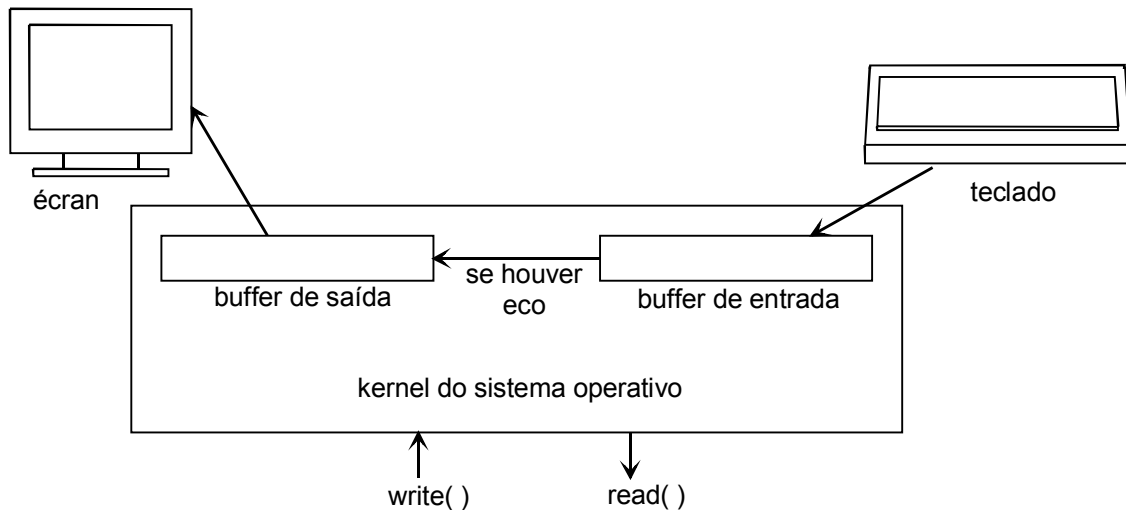 écran
teclado
buffer de saída
se houver
eco
buffer de entrada
kernel do sistema operativo
write( )
read( )